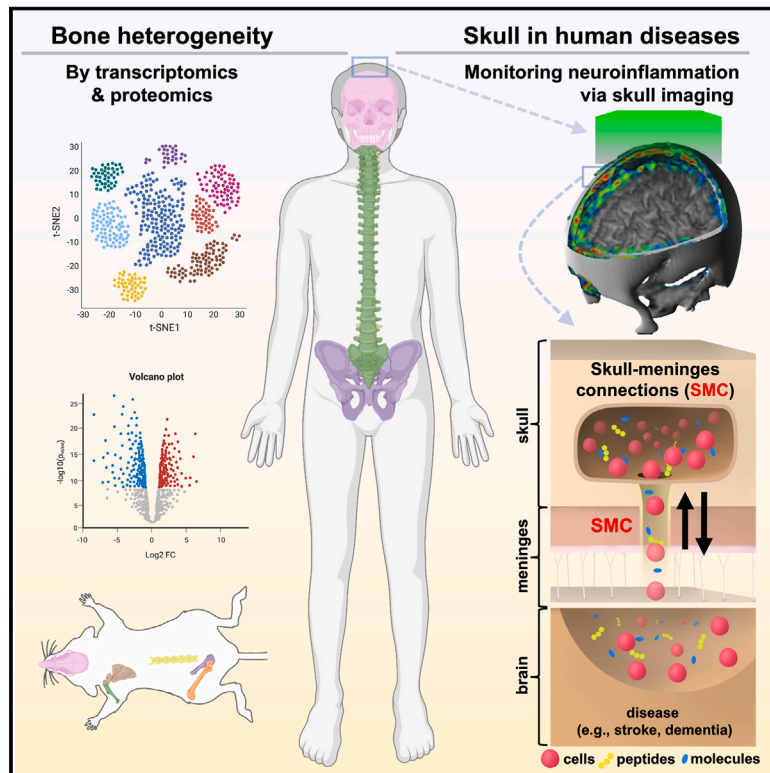 Bone heterogeneity
By transcriptomics
& proteomics
30
20
10
0
-10
-20
-30
t-SNE2
-30 -20 -10 0 10 20 30
t-SNE1
Volcano plot
25
20
15
10
5
0
-10 -5 0 5 10
Log2 FC
Skull in human diseases
Monitoring neuroinflammation
via skull imaging
skull
Skull-meninges
connections (SMC)
meninges
SMC
brain
disease
(e.g., stroke, dementia)
cells peptides molecules